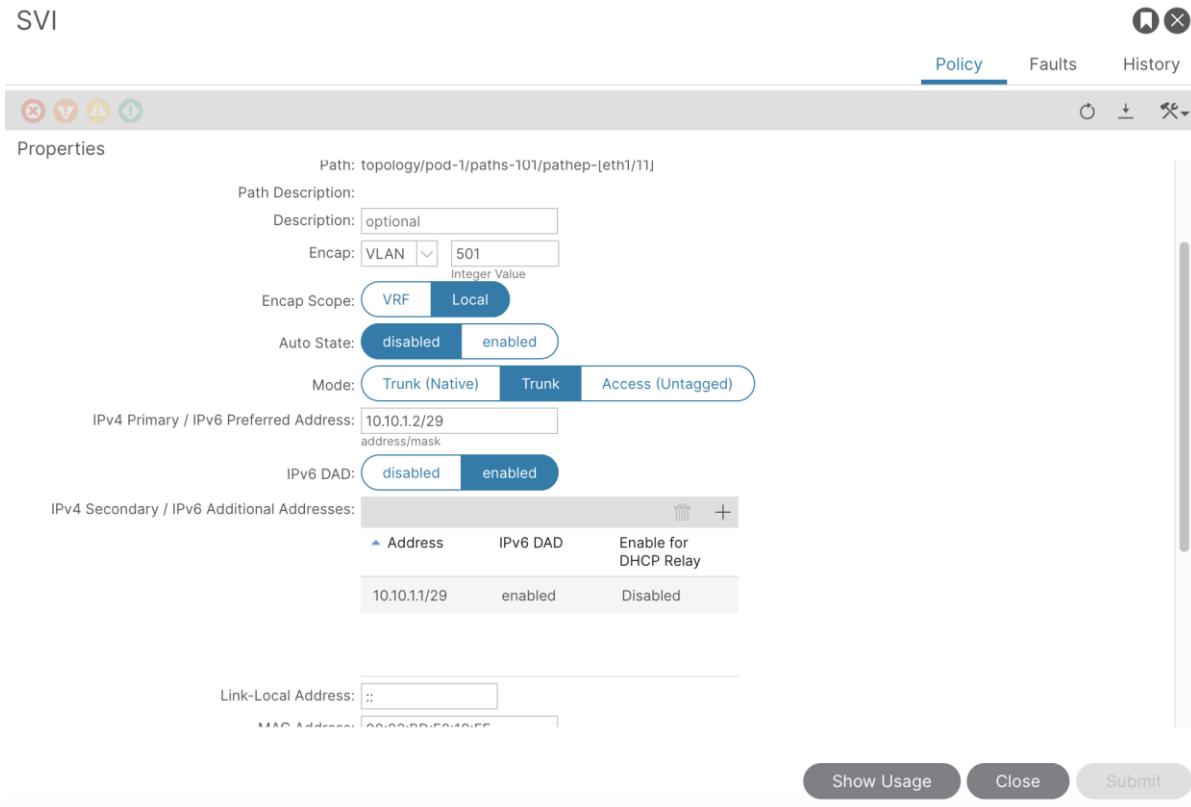 SVI
Policy Faults History
Properties
Path: topology/pod-1/paths-101/pathep-[eth1/11]
Path Description:
Description: optional
Encap: VLAN 501
Integer Value
Encap Scope: VRF Local
Auto State: disabled enabled
Mode: Trunk (Native) Trunk Access (Untagged)
IPv4 Primary / IPv6 Preferred Address: 10.10.1.2/29
address/mask
IPv6 DAD: disabled enabled
IPv4 Secondary / IPv6 Additional Addresses:
Address IPv6 DAD Enable for
DHCP Relay
10.10.1.1/29 enabled Disabled
Link-Local Address: ::
MAC Address:
Show Usage Close Submit